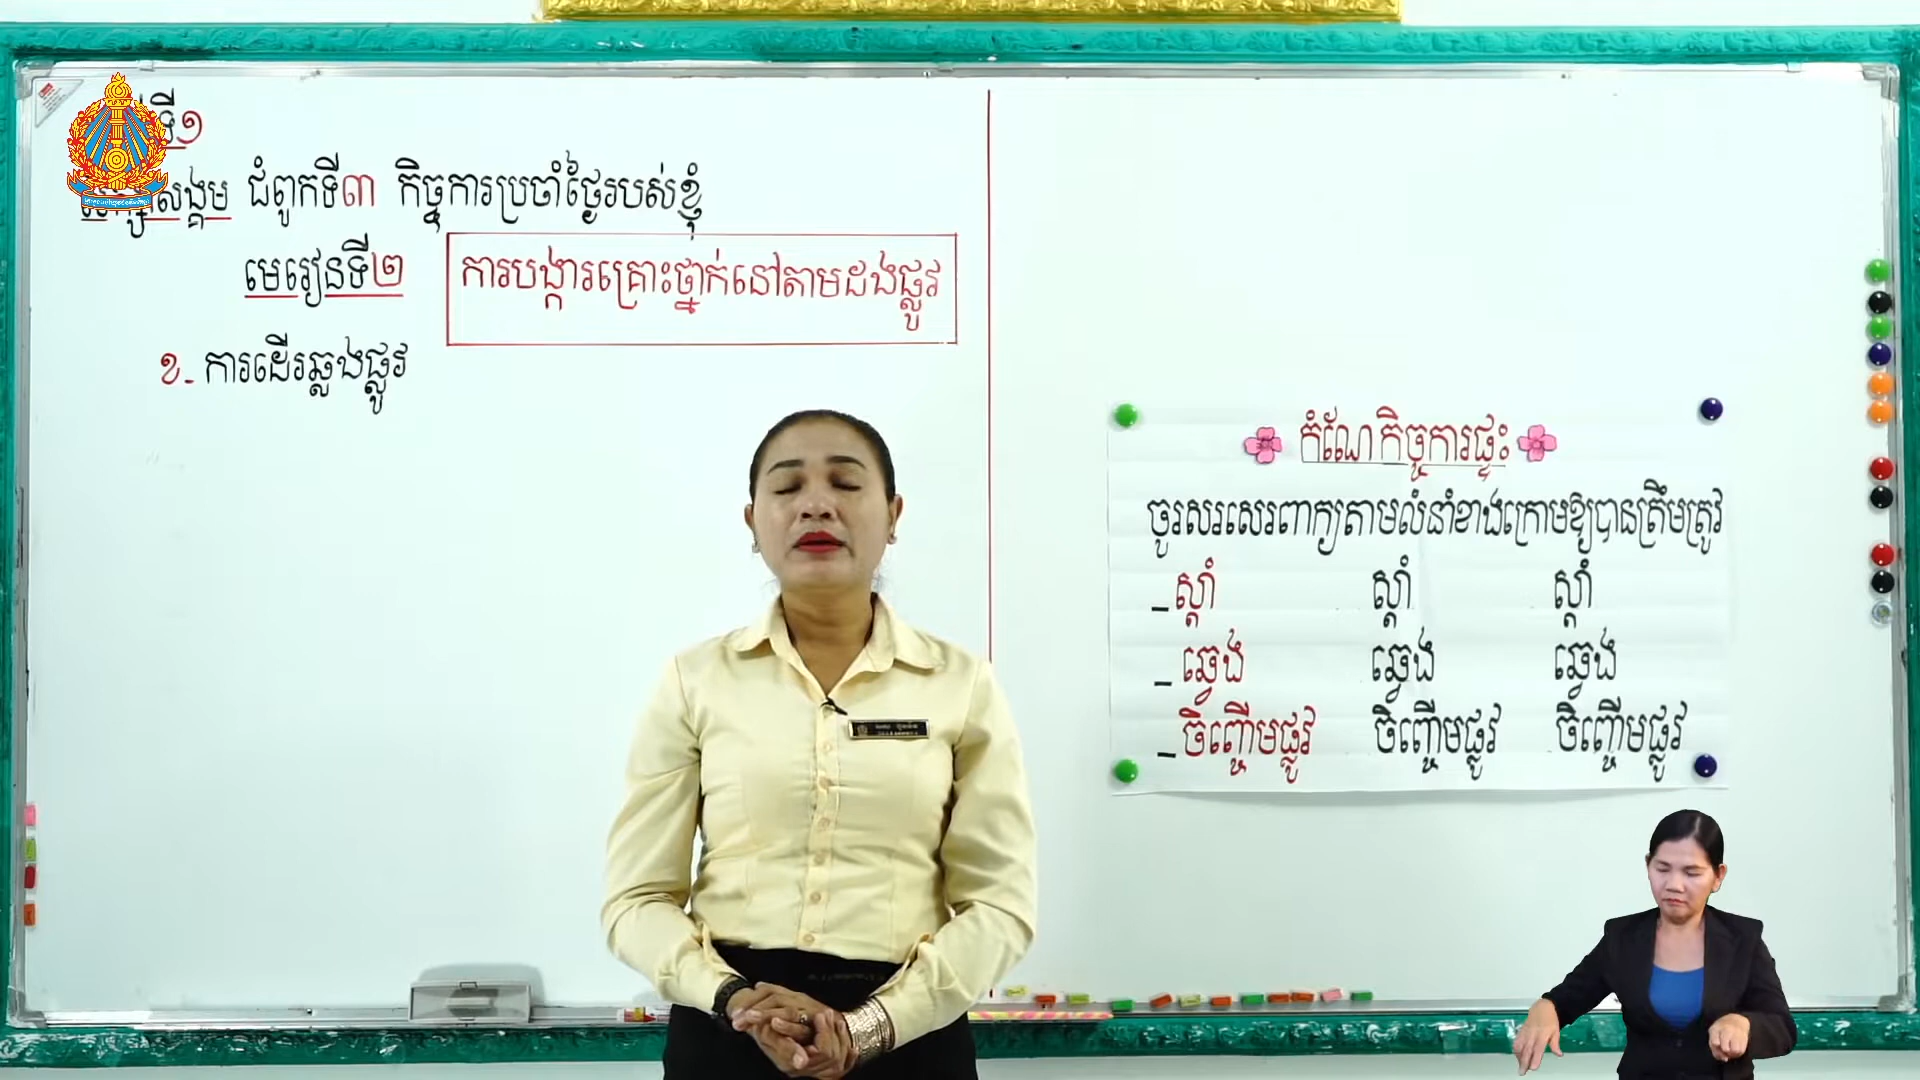 ទី១
សង្គម ជំពូកទី៣ កិច្ចការប្រចាំថ្ងៃរបស់ខ្ញុំ
មេរៀនទី២ ការបង្ការគ្រោះថ្នាក់នៅតាមដងផ្លូវ
ខ. ការដើរឆ្លងផ្លូវ
កំណែកិច្ចការផ្ទះ
ចូរសរសេរពាក្យតាមលំនាំខាងក្រោមឱ្យបានត្រឹមត្រូវ
- ស្ដាំ ស្ដាំ ស្ដាំ
- ឆ្វេង ឆ្វេង ឆ្វេង
- ចិញ្ចើមផ្លូវ ចិញ្ចើមផ្លូវ ចិញ្ចើមផ្លូវ